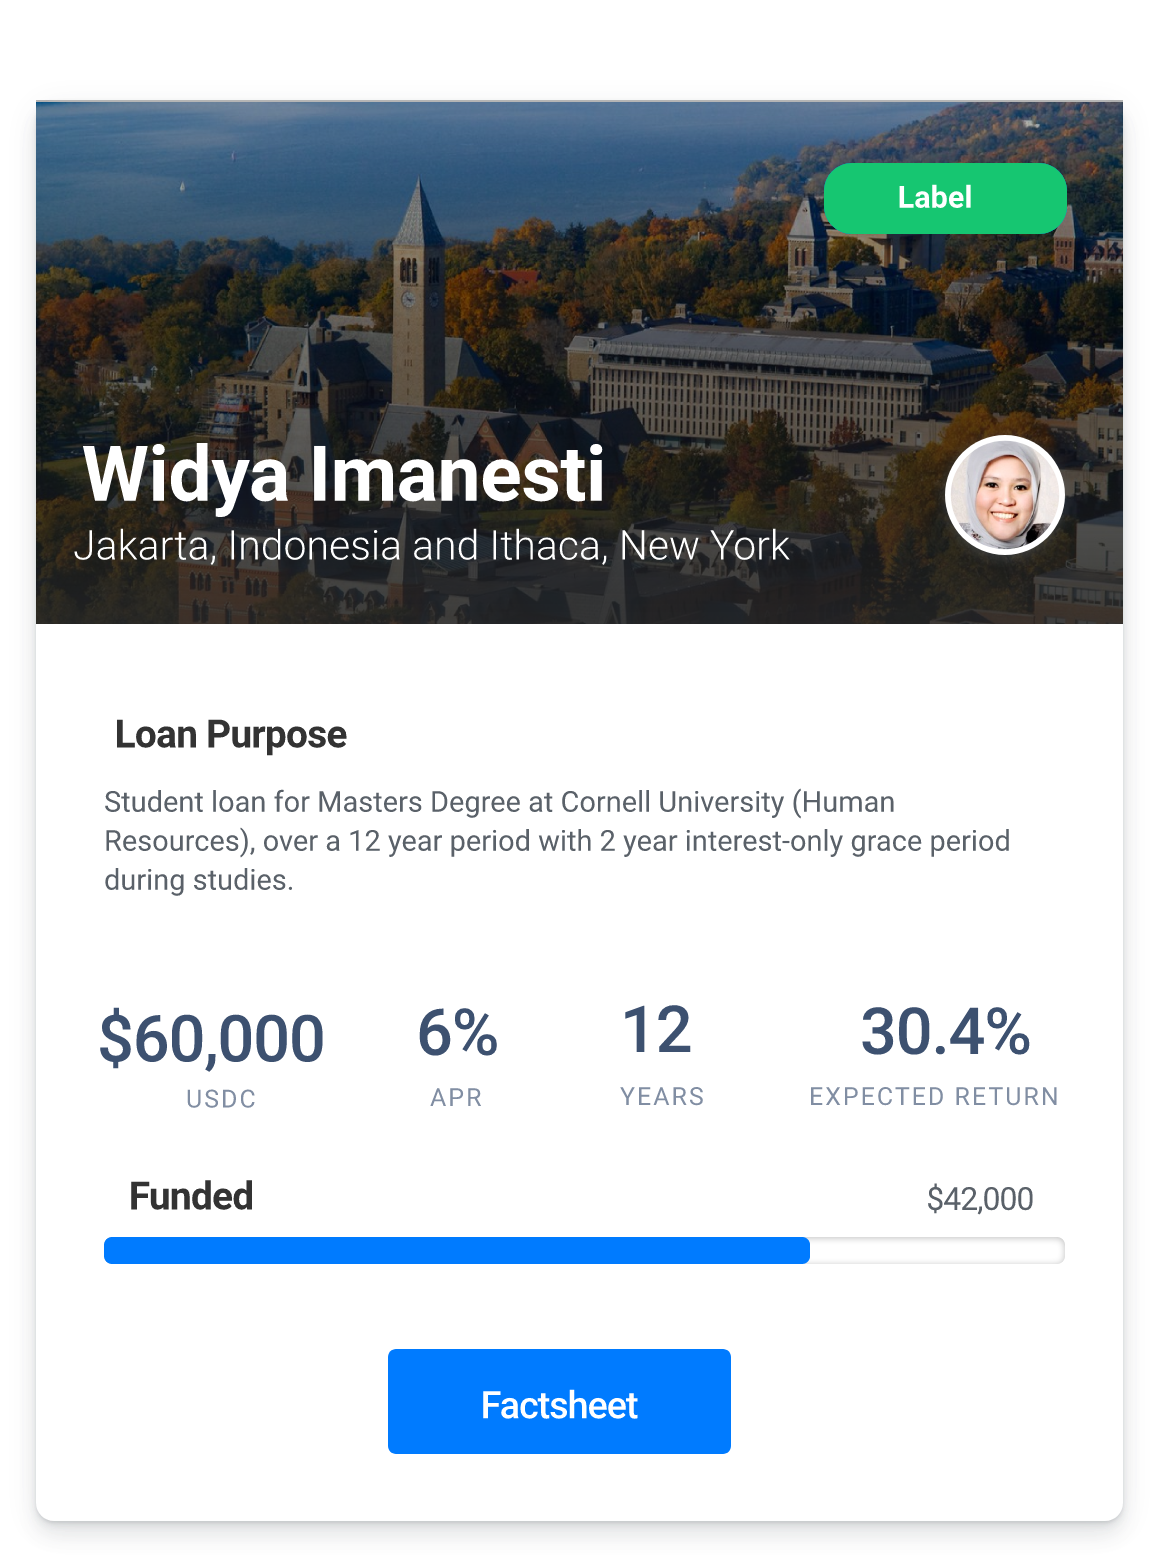 Label
Widya Imanesti
Jakarta, Indonesia and Ithaca, New York
Loan Purpose
Student loan for Masters Degree at Cornell University (Human
Resources), over a 12 year period with 2 year interest-only grace period
during studies.
$60,000 6% 12 30.4%
USDC APR YEARS EXPECTED RETURN
Funded $42,000
Factsheet